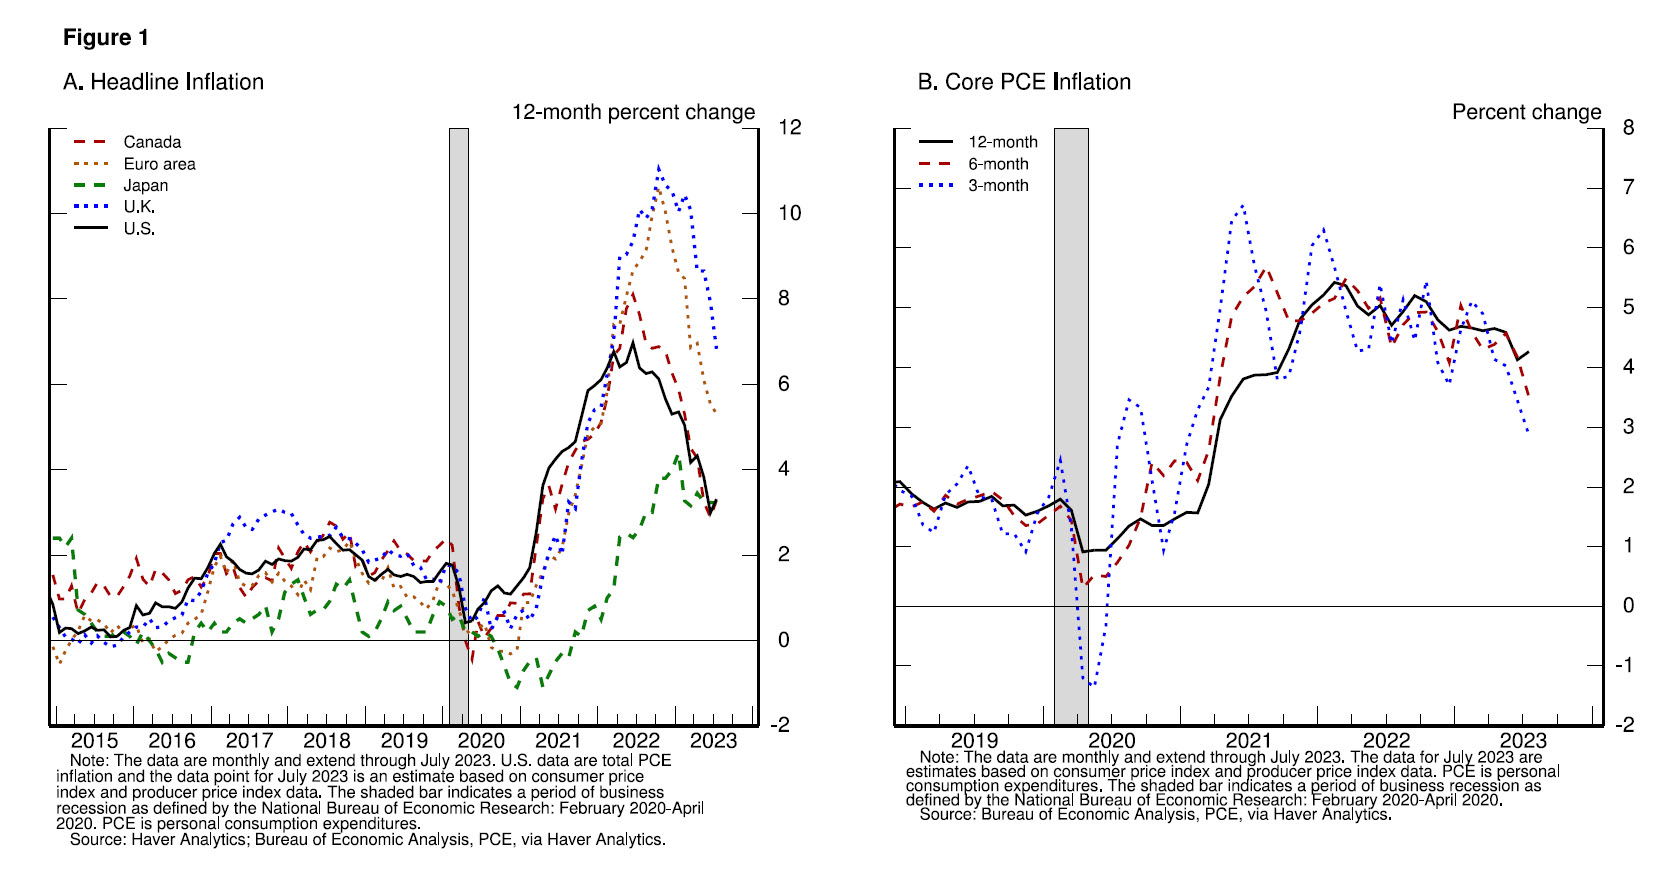 Figure 1
A. Headline Inflation
12-month percent change
Canada
Euro area
Japan
U.K.
U.S.
12
10
8
6
4
2
0
-2
2015 2016 2017 2018 2019 2020 2021 2022 2023
Note: The data are monthly and extend through July 2023. U.S. data are total PCE
inflation and the data point for July 2023 is an estimate based on consumer price
index and producer price index data. The shaded bar indicates a period of business
recession as defined by the National Bureau of Economic Research: February 2020-April
2020. PCE is personal consumption expenditures.
Source: Haver Analytics; Bureau of Economic Analysis, PCE, via Haver Analytics.
B. Core PCE Inflation
Percent change
12-month
6-month
3-month
8
7
6
5
4
3
2
1
0
-1
-2
2019 2020 2021 2022 2023
Note: The data are monthly and extend through July 2023. The data for July 2023 are
estimates based on consumer price index and producer price index data. PCE is personal
consumption expenditures. The shaded bar indicates a period of business recession as
defined by the National Bureau of Economic Research: February 2020-April 2020.
Source: Bureau of Economic Analysis, PCE, via Haver Analytics.